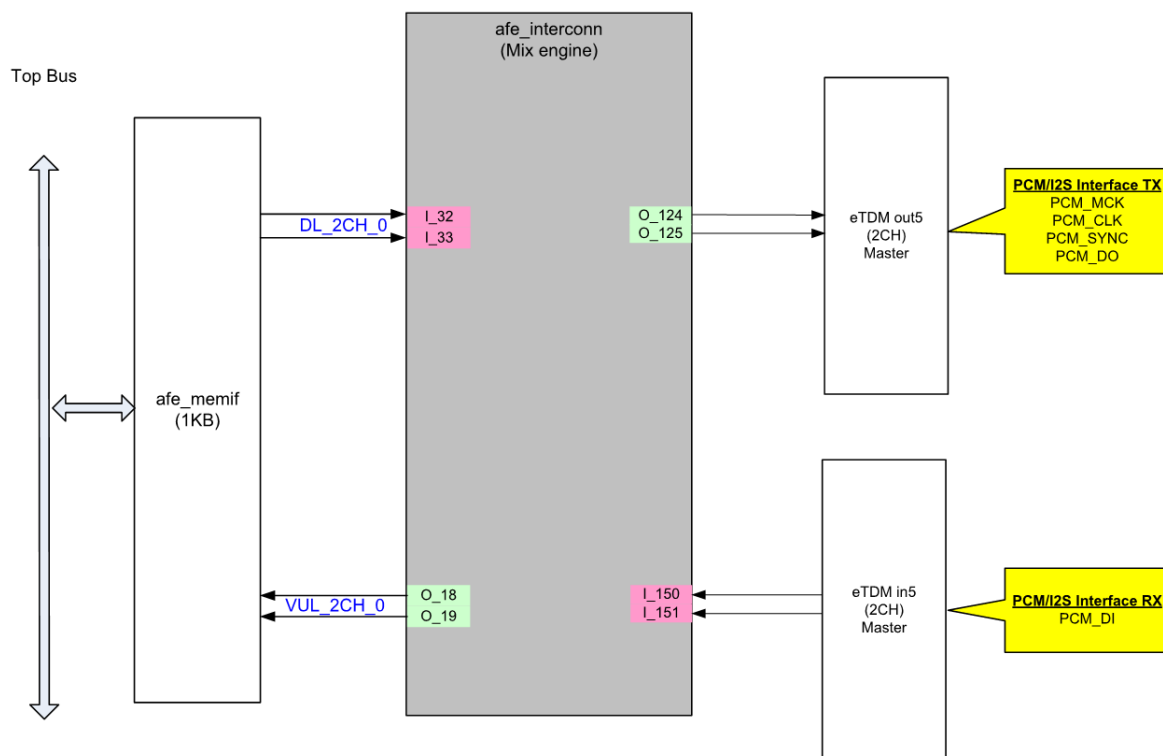 afe_interconn
(Mix engine)
Top Bus
I_32
DL_2CH_0
I_33
O_124
O_125
eTDM out5
(2CH)
Master
PCM/I2S Interface TX
PCM_MCK
PCM_CLK
PCM_SYNC
PCM_DO
afe_memif
(1KB)
O_18
VUL_2CH_0
O_19
I_150
I_151
eTDM in5
(2CH)
Master
PCM/I2S Interface RX
PCM_DI